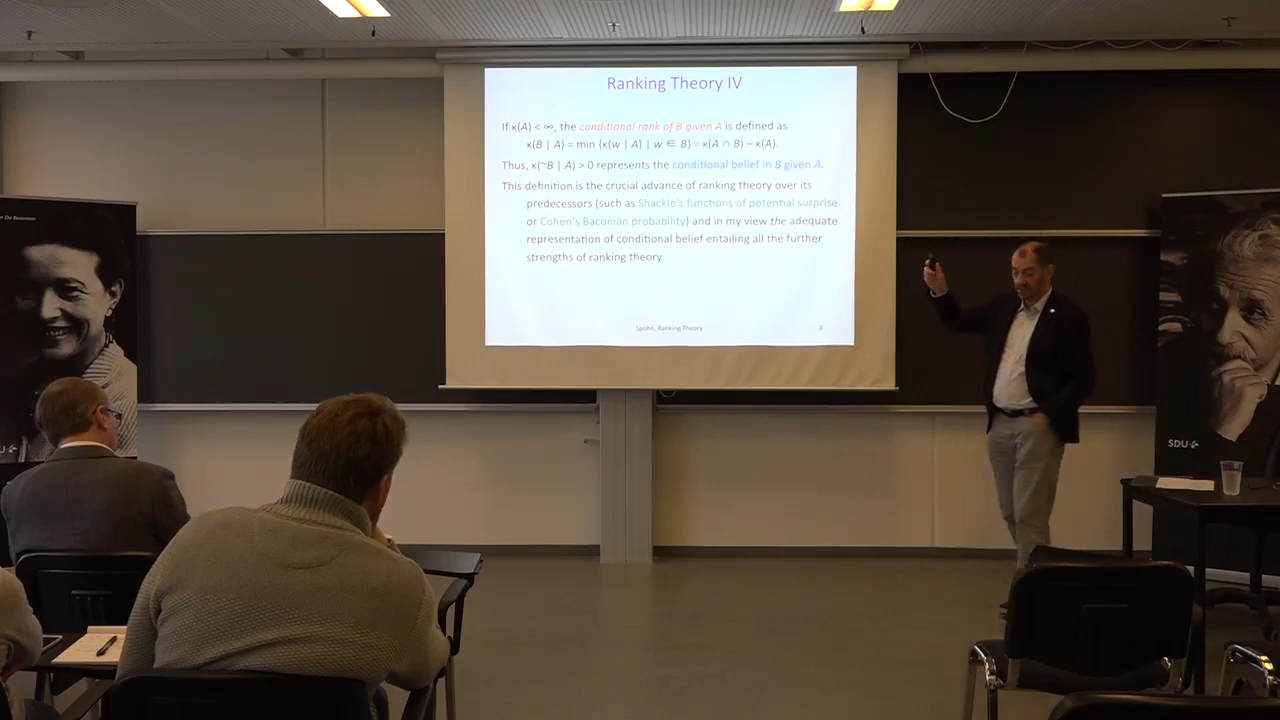 Ranking Theory IV
If κ(A) < ∞, the conditional rank of B given A is defined as
κ(B | A) = min {κ(w | A) | w ∈ B} = κ(A ∩ B) – κ(A).
Thus, κ(~B | A) > 0 represents the conditional belief in B given A.
This definition is the crucial advance of ranking theory over its
predecessors (such as Shackle's functions of potential surprise
or Cohen's Baconian probability) and in my view the adequate
representation of conditional belief entailing all the further
strengths of ranking theory.
Spohn, Ranking Theory
8
SDU